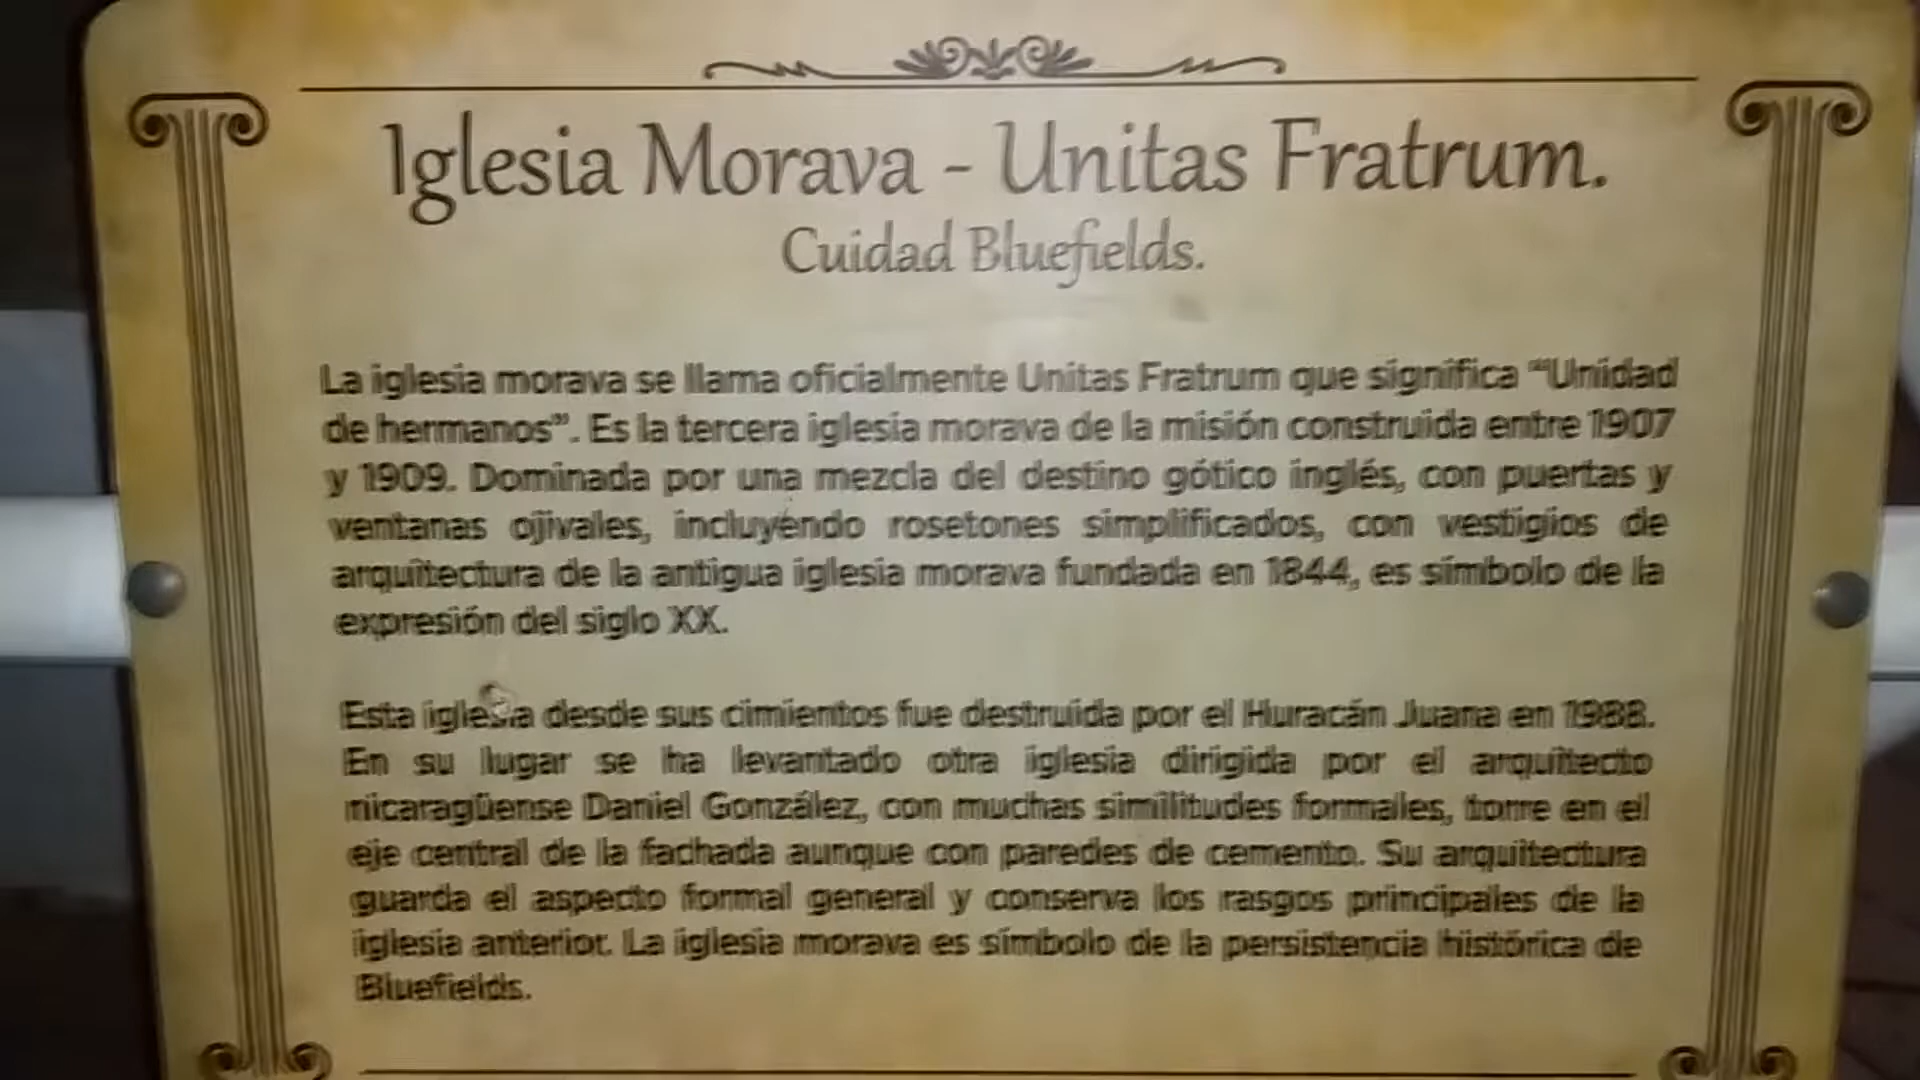 Iglesia Morava - Unitas Fratrum.
Cuidad Bluefields.
La iglesia morava se llama oficialmente Unitas Fratrum que significa “Unidad
de hermanos”. Es la tercera iglesia morava de la misión construida entre 1907
y 1909. Dominada por una mezcla del destino gótico inglés, con puertas y
ventanas ojivales, incluyendo rosetones simplificados, con vestigios de
arquitectura de la antigua iglesia morava fundada en 1844, es símbolo de la
expresión del siglo XX.
Esta iglesia desde sus cimientos fue destruida por el Huracán Juana en 1988.
En su lugar se ha levantado otra iglesia dirigida por el arquitecto
nicaragüense Daniel González, con muchas similitudes formales, torre en el
eje central de la fachada aunque con paredes de cemento. Su arquitectura
guarda el aspecto formal general y conserva los rasgos principales de la
iglesia anterior. La iglesia morava es símbolo de la persistencia histórica de
Bluefields.